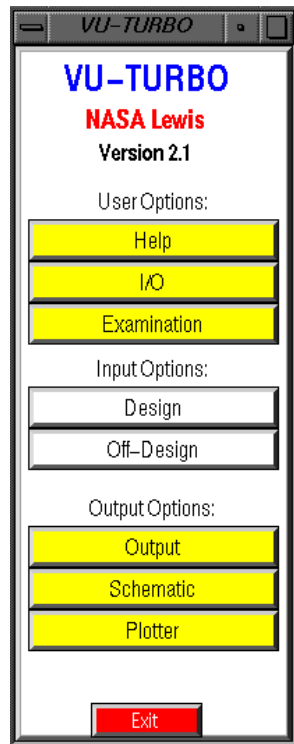 VU-TURBO
VU-TURBO
NASA Lewis
Version 2.1
User Options:
Help
I/O
Examination
Input Options:
Design
Off-Design
Output Options:
Output
Schematic
Plotter
Exit